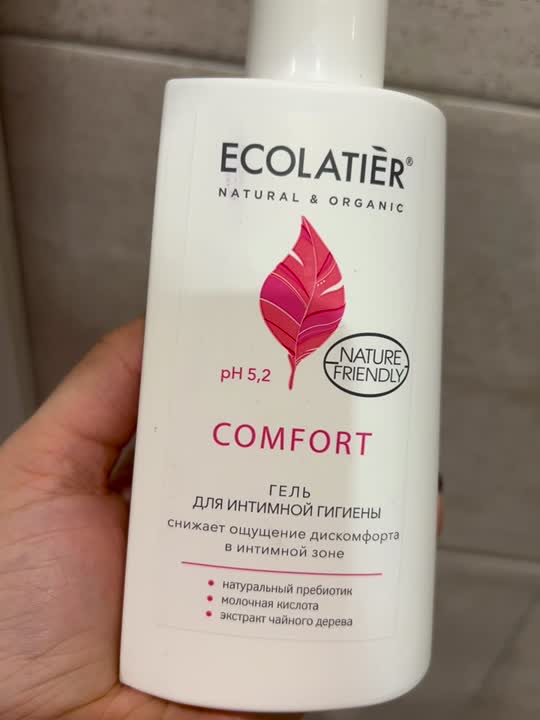 ECOLATIÈR®
NATURAL & ORGANIC
NATURE
FRIENDLY
pH 5,2
COMFORT
ГЕЛЬ
ДЛЯ ИНТИМНОЙ ГИГИЕНЫ
снижает ощущение дискомфорта
в интимной зоне
• натуральный пребиотик
• молочная кислота
• экстракт чайного дерева